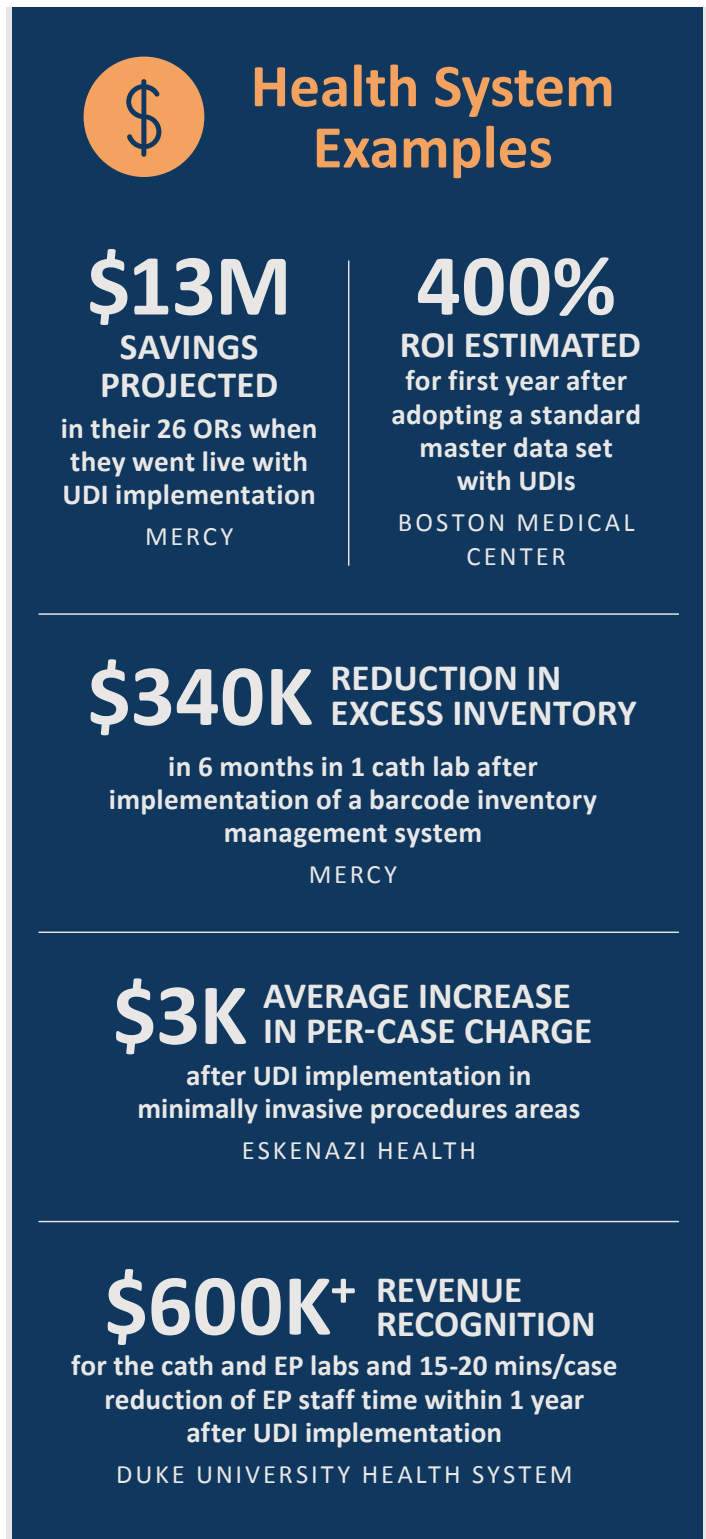 $
Health System
Examples
$13M
SAVINGS
PROJECTED
in their 26 ORs when
they went live with
UDI implementation
MERCY
400%
ROI ESTIMATED
for first year after
adopting a standard
master data set
with UDIs
BOSTON MEDICAL
CENTER
$340K REDUCTION IN
EXCESS INVENTORY
in 6 months in 1 cath lab after
implementation of a barcode inventory
management system
MERCY
$3K AVERAGE INCREASE
IN PER-CASE CHARGE
after UDI implementation in
minimally invasive procedures areas
ESKENAZI HEALTH
$600K+ REVENUE
RECOGNITION
for the cath and EP labs and 15-20 mins/case
reduction of EP staff time within 1 year
after UDI implementation
DUKE UNIVERSITY HEALTH SYSTEM